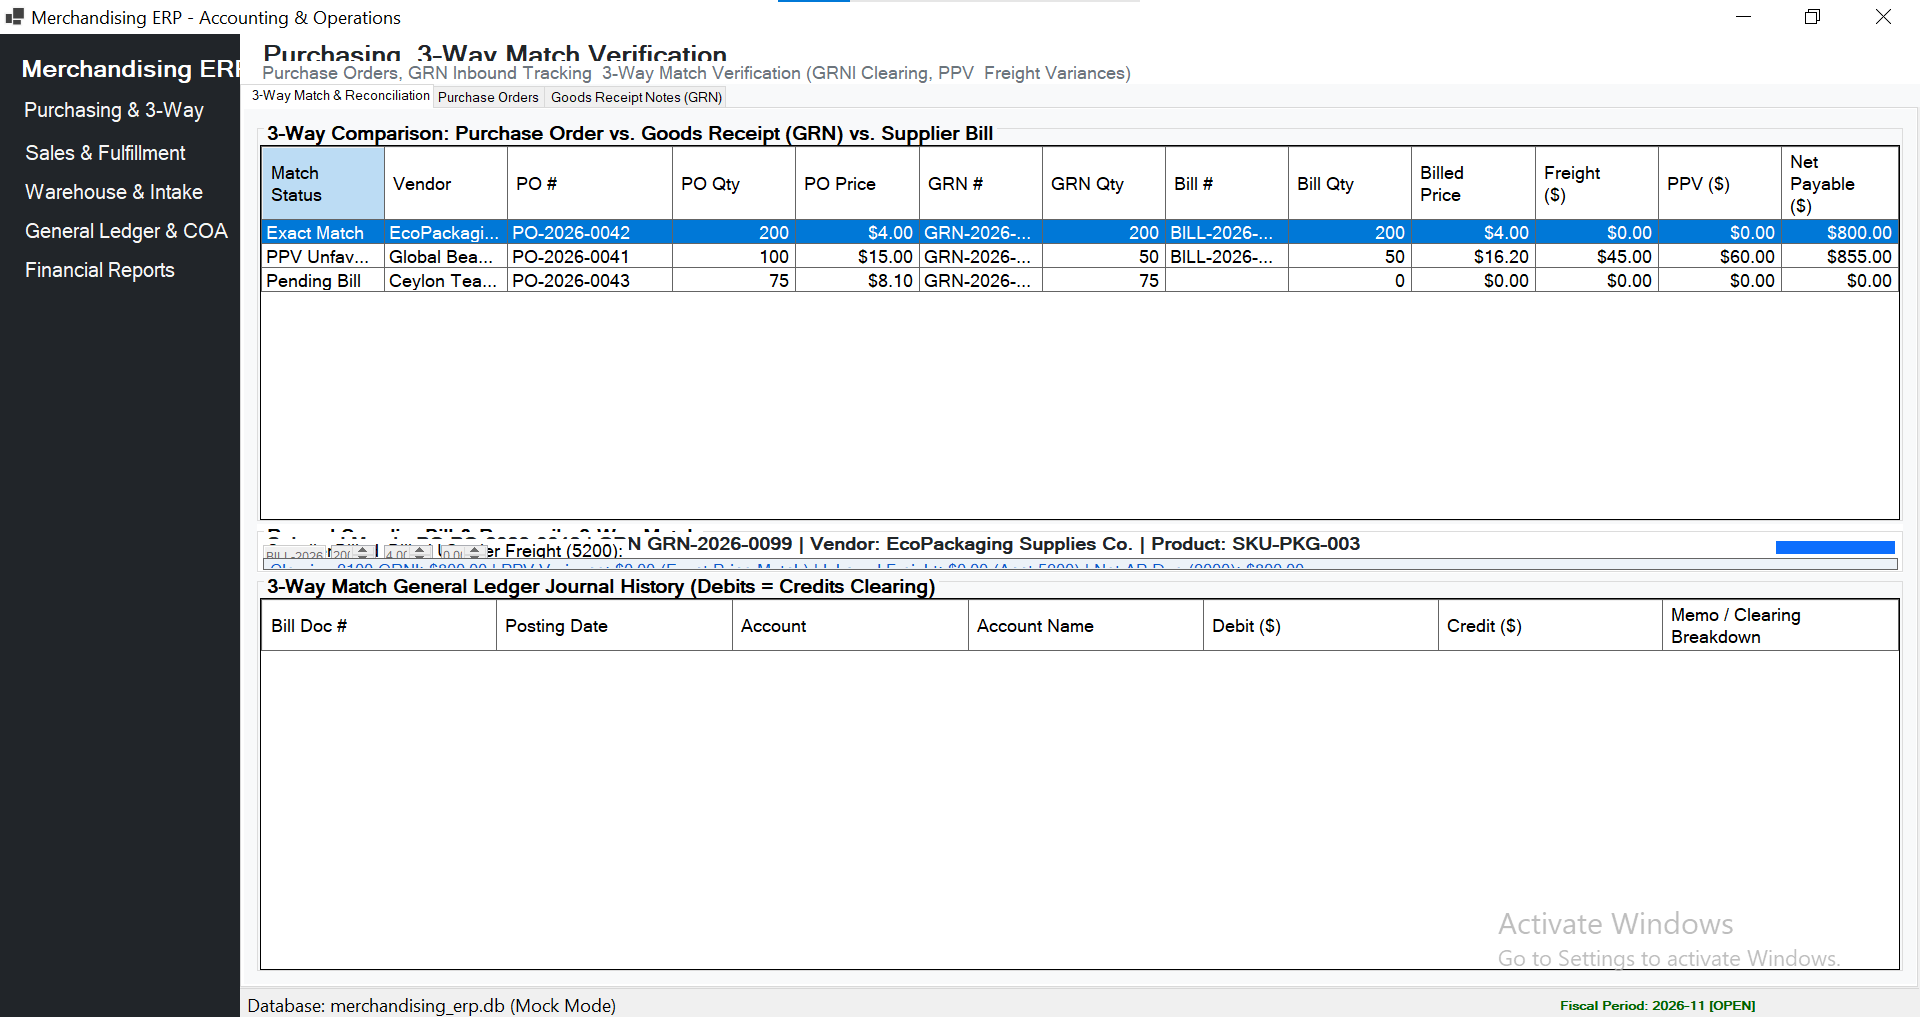 Merchandising ERP - Accounting & Operations
Merchandising ERP
Purchasing & 3-Way
Sales & Fulfillment
Warehouse & Intake
General Ledger & COA
Financial Reports
Purchasing  3-Way Match Verification
Purchase Orders, GRN Inbound Tracking  3-Way Match Verification (GRNI Clearing, PPV  Freight Variances)
3-Way Match & Reconciliation Purchase Orders Goods Receipt Notes (GRN)
3-Way Comparison: Purchase Order vs. Goods Receipt (GRN) vs. Supplier Bill
Match Status Vendor PO # PO Qty PO Price GRN # GRN Qty Bill # Bill Qty Billed Price Freight ($) PPV ($) Net Payable ($)
Exact Match EcoPackagi... PO-2026-0042 200 $4.00 GRN-2026-... 200 BILL-2026-... 200 $4.00 $0.00 $0.00 $800.00
PPV Unfav... Global Bea... PO-2026-0041 100 $15.00 GRN-2026-... 50 BILL-2026-... 50 $16.20 $45.00 $60.00 $855.00
Pending Bill Ceylon Tea... PO-2026-0043 75 $8.10 GRN-2026-... 75 0 $0.00 $0.00 $0.00 $0.00
N GRN-2026-0099 | Vendor: EcoPackaging Supplies Co. | Product: SKU-PKG-003
BILL-2026 Freight (5200):
3-Way Match General Ledger Journal History (Debits = Credits Clearing)
Bill Doc # Posting Date Account Account Name Debit ($) Credit ($) Memo / Clearing Breakdown
Activate Windows
Go to Settings to activate Windows.
Database: merchandising_erp.db (Mock Mode)
Fiscal Period: 2026-11 [OPEN]